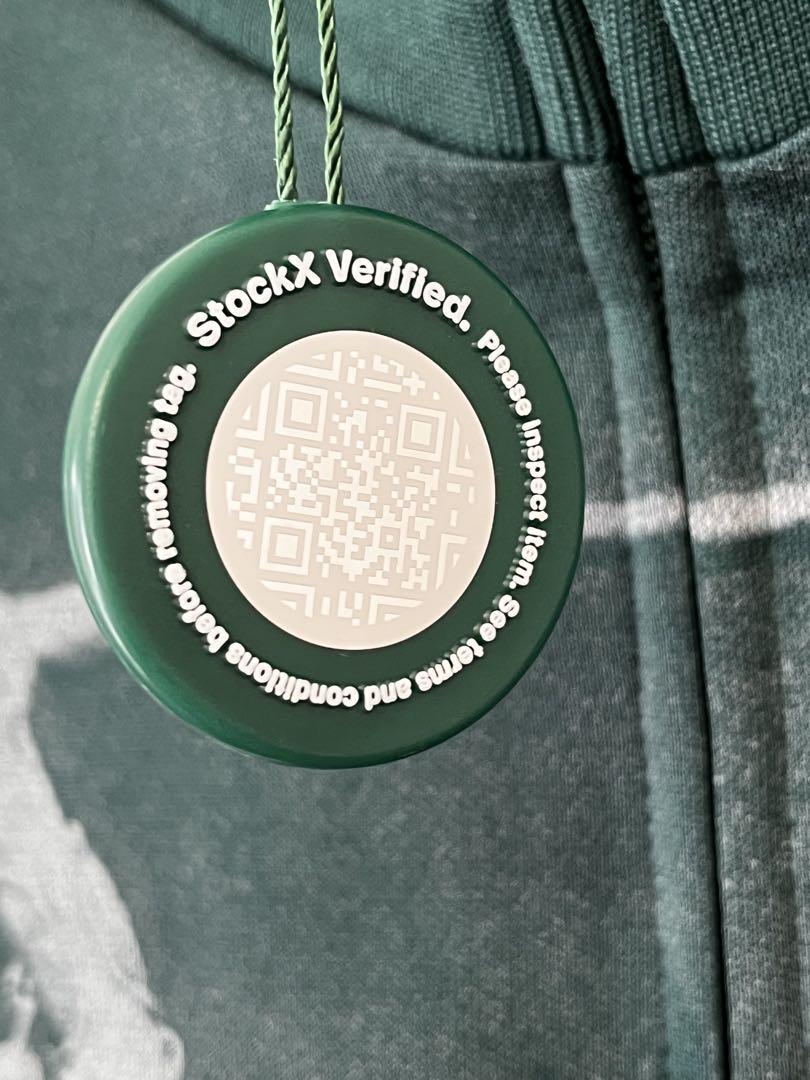 StockX Verified.
Please inspect item. See terms and conditions before removing tag.